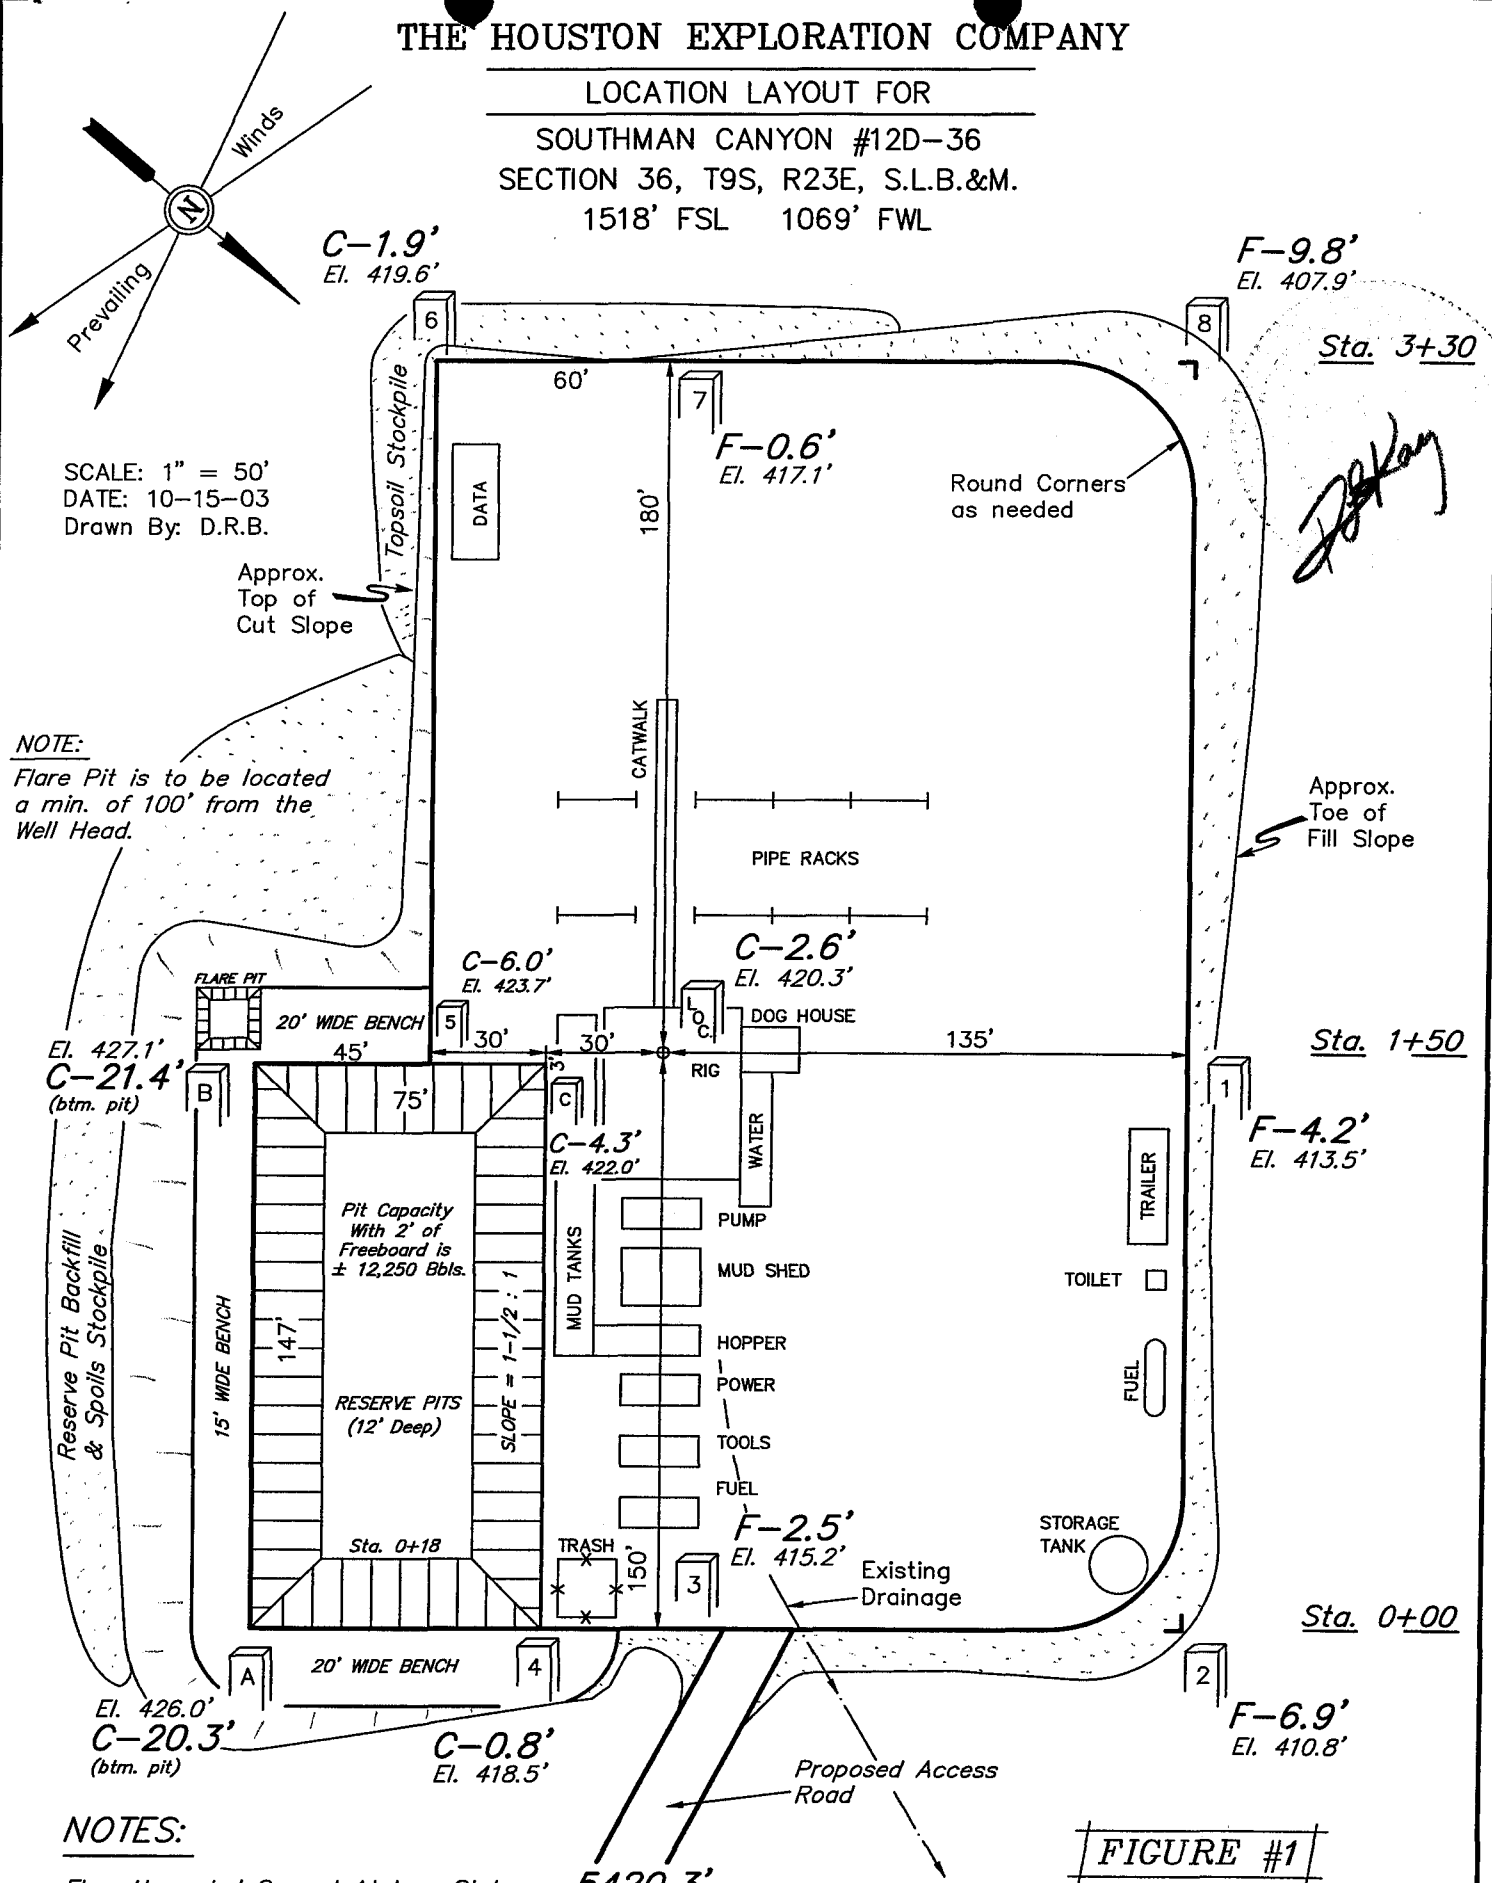 THE HOUSTON EXPLORATION COMPANY
LOCATION LAYOUT FOR
SOUTHMAN CANYON #12D-36
SECTION 36, T9S, R23E, S.L.B.&M.
1518' FSL 1069' FWL
Winds
N
Prevailing
SCALE: 1" = 50'
DATE: 10-15-03
Drawn By: D.R.B.
C-1.9'
El. 419.6'
6
F-9.8'
El. 407.9'
8
Sta. 3+30
60'
7
F-0.6'
El. 417.1'
180'
Topsoil Stockpile
DATA
Round Corners
as needed
Approx.
Top of
Cut Slope
NOTE:
Flare Pit is to be located
a min. of 100' from the
Well Head.
CATWALK
PIPE RACKS
Approx.
Toe of
Fill Slope
C-6.0'
El. 423.7'
5
C-2.6'
El. 420.3'
LOC.
FLARE PIT
20' WIDE BENCH
DOG HOUSE
El. 427.1'
C-21.4'
(btm. pit)
B
45'
30'
30'
135'
Sta. 1+50
3'
RIG
75'
C
C-4.3'
El. 422.0'
1
F-4.2'
El. 413.5'
WATER
TRAILER
Pit Capacity
With 2' of
Freeboard is
± 12,250 Bbls.
PUMP
MUD SHED
MUD TANKS
TOILET
HOPPER
POWER
FUEL
TOOLS
FUEL
Reserve Pit Backfill
& Spoils Stockpile
15' WIDE BENCH
147'
SLOPE = 1-1/2 : 1
RESERVE PITS
(12' Deep)
Sta. 0+18
TRASH
150'
F-2.5'
El. 415.2'
3
Existing
Drainage
STORAGE
TANK
Sta. 0+00
A
20' WIDE BENCH
4
2
El. 426.0'
C-20.3'
(btm. pit)
C-0.8'
El. 418.5'
F-6.9'
El. 410.8'
Proposed Access
Road
NOTES:
FIGURE #1
5420.3'